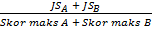 JS_A + JS_B
Skor maks A + Skor maks B